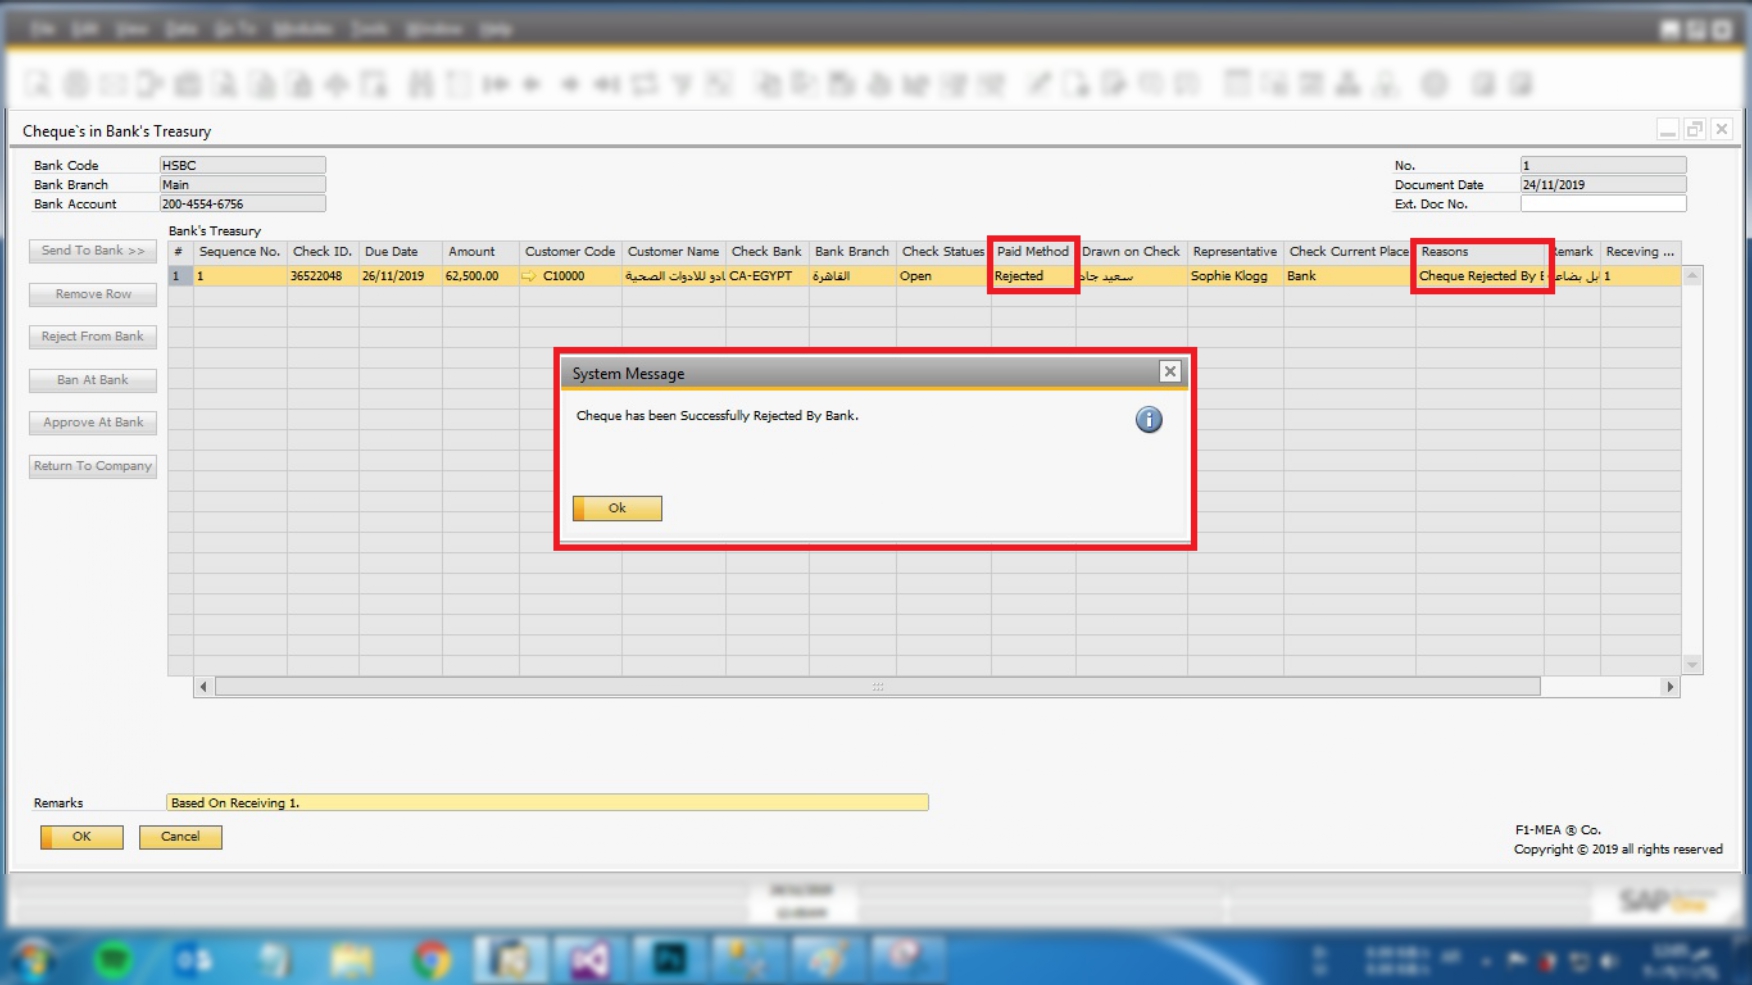 Cheque`s in Bank's Treasury
Bank Code HSBC
Bank Branch Main
Bank Account 200-4554-6756
No. 1
Document Date 24/11/2019
Ext. Doc No.
Bank's Treasury
Send To Bank >>
Remove Row
Reject From Bank
Ban At Bank
Approve At Bank
Return To Company
# Sequence No. Check ID. Due Date Amount Customer Code Customer Name Check Bank Bank Branch Check Statues Paid Method Drawn on Check Representative Check Current Place Reasons Receving ...
1 1 36522048 26/11/2019 62,500.00 C10000 للادوات الصحية CA-EGYPT القاهرة Open Rejected سعيد جاد Sophie Klogg Bank Cheque Rejected By 1
System Message
Cheque has been Successfully Rejected By Bank.
Ok
Remarks Based On Receiving 1.
OK Cancel
F1-MEA ® Co.
Copyright © 2019 all rights reserved